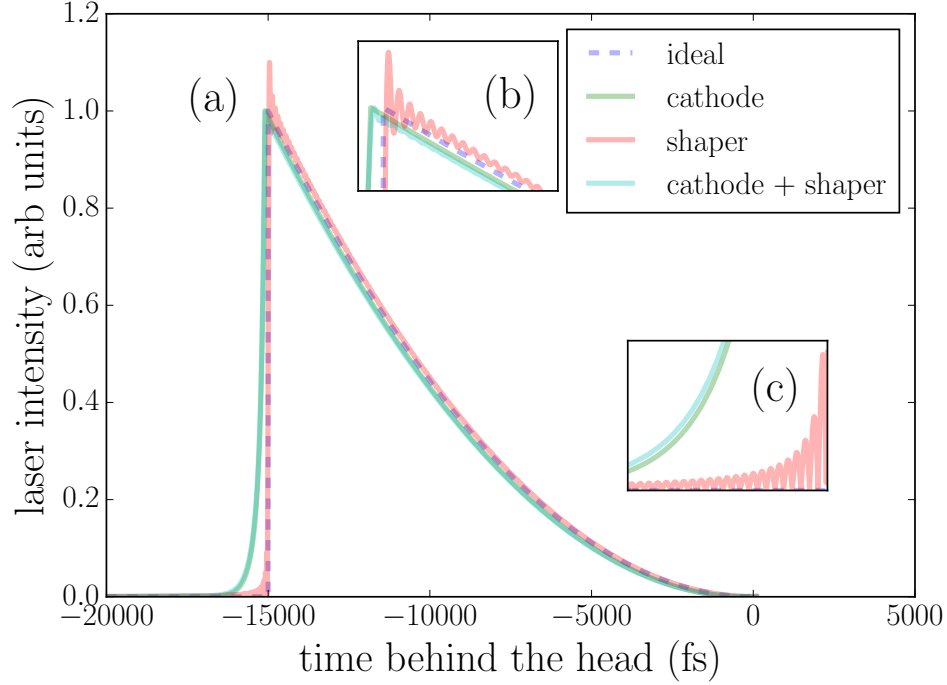 1.2
1.0
0.8
0.6
0.4
0.2
0.0
laser intensity (arb units)
(a)
(b)
ideal
cathode
shaper
cathode + shaper
(c)
−20000
−15000
−10000
−5000
0
5000
time behind the head (fs)